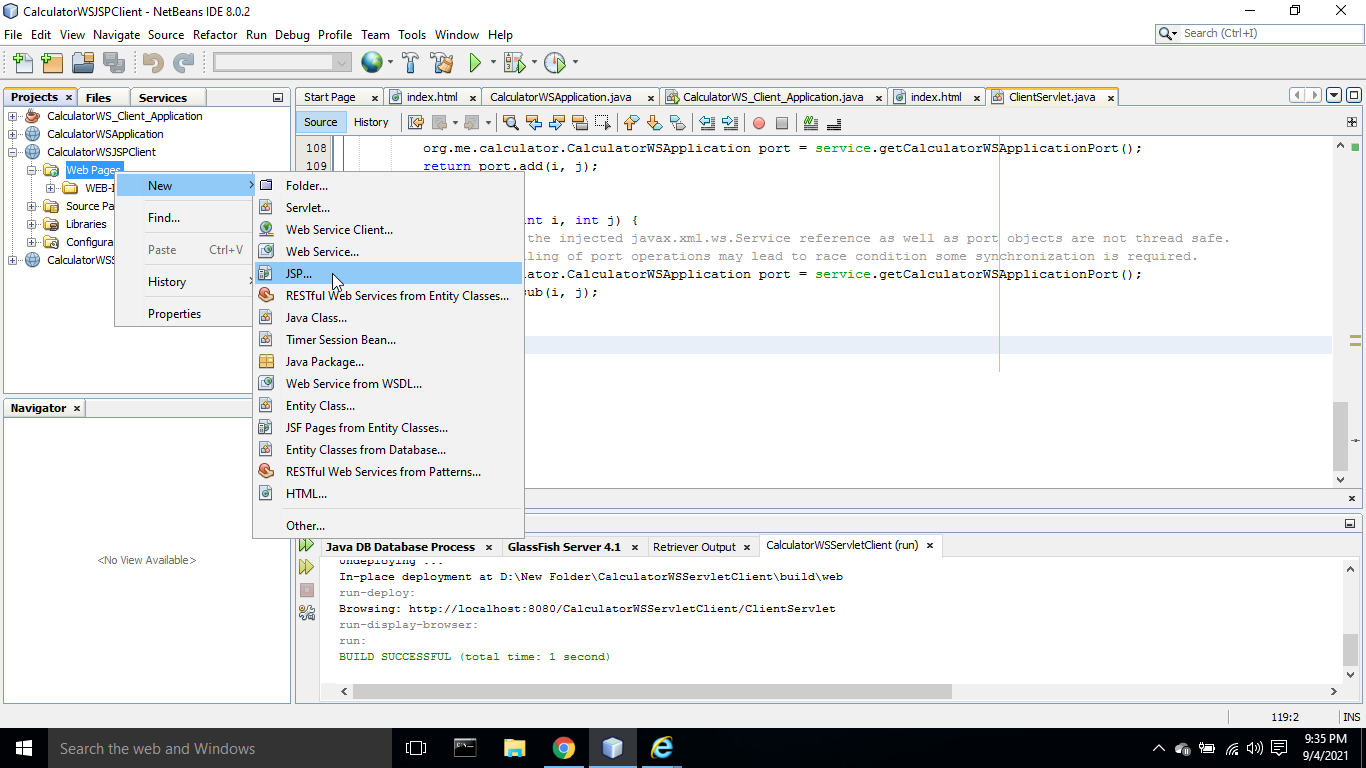 CalculatorWSJSPClient - NetBeans IDE 8.0.2
File Edit View Navigate Source Refactor Run Debug Profile Team Tools Window Help
Search (Ctrl+I)
Projects × Files Services
Start Page × index.html × CalculatorWSApplication.java × CalculatorWS_Client_Application.java × index.html × ClientServlet.java ×
Source History
CalculatorWS_Client_Application
CalculatorWSApplication
CalculatorWSJSPClient
Web Pages
WEB-I
Source Pa
Libraries
Configura
CalculatorWSS
108 org.me.calculator.CalculatorWSApplication port = service.getCalculatorWSApplicationPort();
109 return port.add(i, j);
int i, int j) {
the injected javax.xml.ws.Service reference as well as port objects are not thread safe.
ling of port operations may lead to race condition some synchronization is required.
ator.CalculatorWSApplication port = service.getCalculatorWSApplicationPort();
sub(i, j);
New
Find...
Paste Ctrl+V
History
Properties
Folder...
Servlet...
Web Service Client...
Web Service...
JSP...
RESTful Web Services from Entity Classes...
Java Class...
Timer Session Bean...
Java Package...
Web Service from WSDL...
Entity Class...
JSF Pages from Entity Classes...
Entity Classes from Database...
RESTful Web Services from Patterns...
HTML...
Other...
Navigator ×
<No View Available>
Java DB Database Process × GlassFish Server 4.1 × Retriever Output × CalculatorWSServletClient (run) ×
Undeploying ...
In-place deployment at D:\New Folder\CalculatorWSServletClient\build\web
run-deploy:
Browsing: http://localhost:8080/CalculatorWSServletClient/ClientServlet
run-display-browser:
run:
BUILD SUCCESSFUL (total time: 1 second)
119:2 INS
Search the web and Windows
9:35 PM
9/4/2021